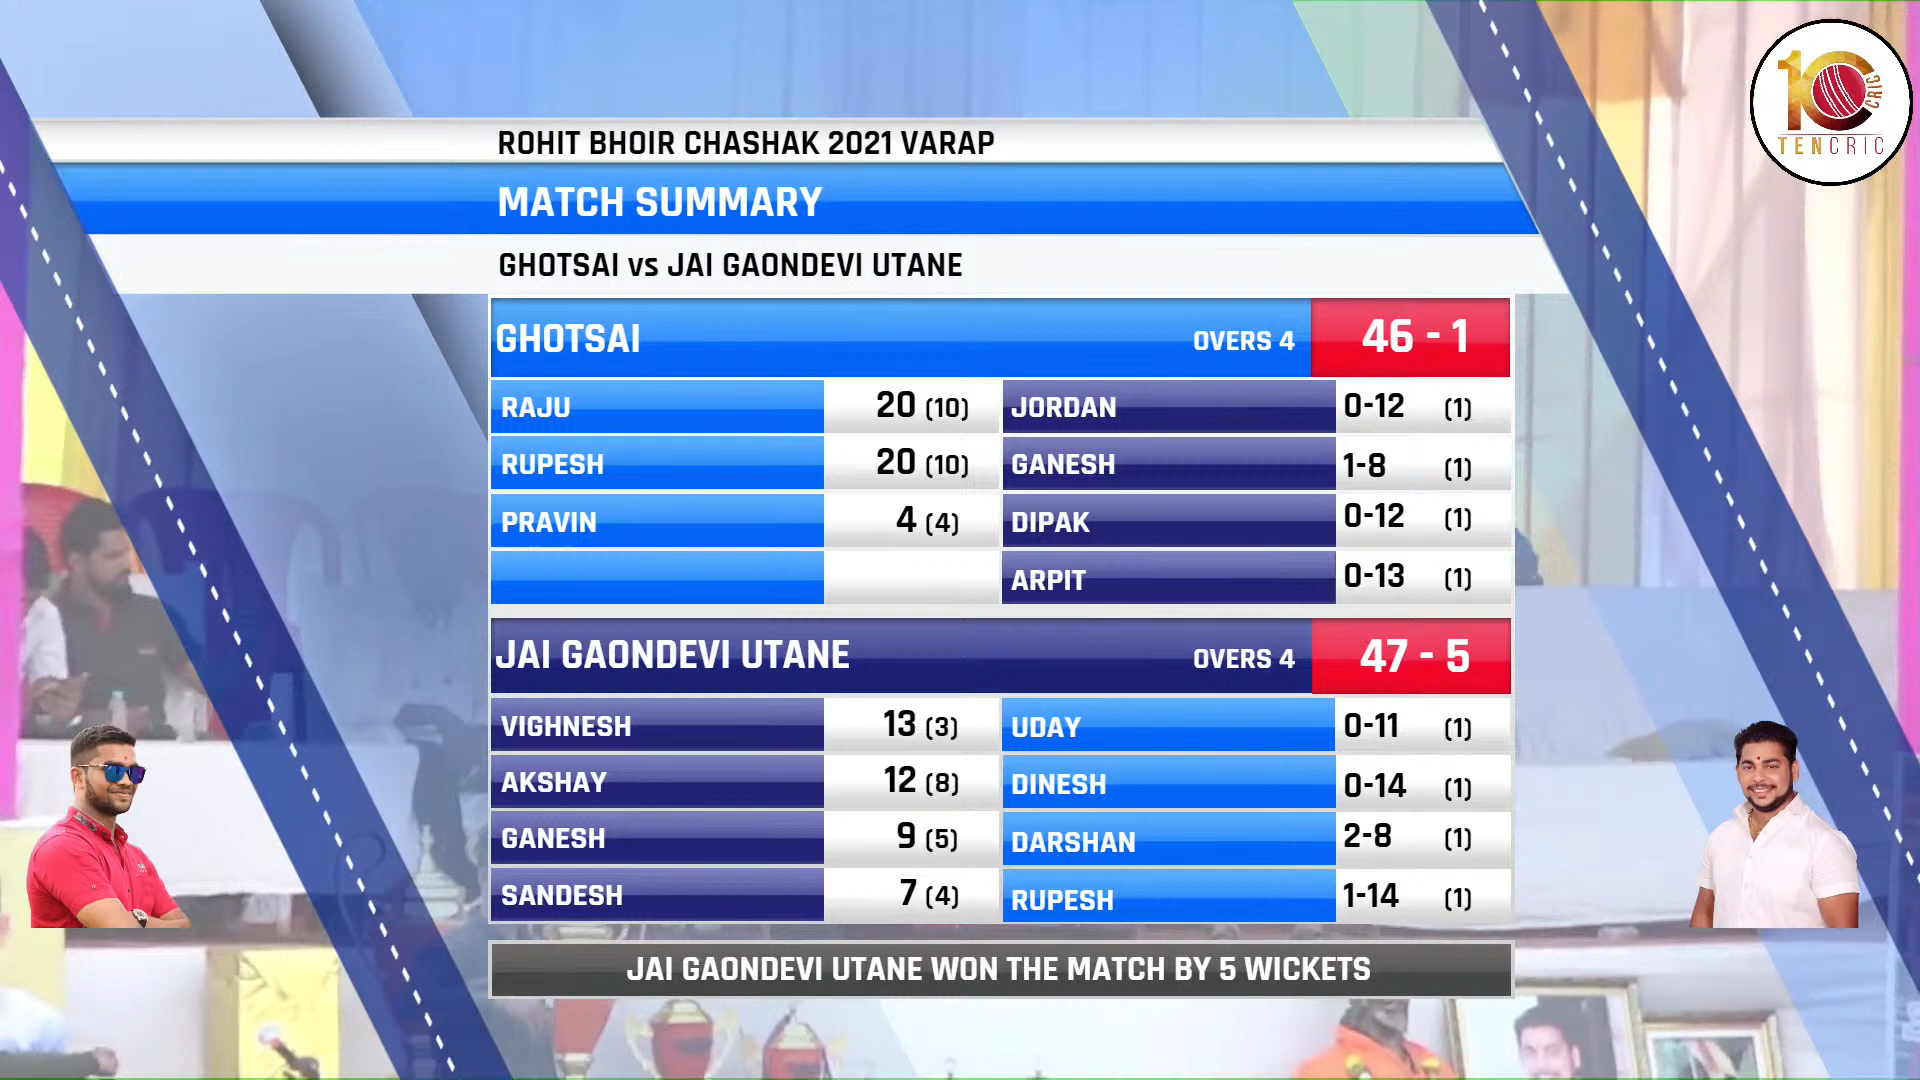 ROHIT BHOIR CHASHAK 2021 VARAP
10 CRIC
TENCRIC
MATCH SUMMARY
GHOTSAI vs JAI GAONDEVI UTANE
GHOTSAI OVERS 4 46 - 1
RAJU 20 (10) JORDAN 0-12 (1)
RUPESH 20 (10) GANESH 1-8 (1)
PRAVIN 4 (4) DIPAK 0-12 (1)
ARPIT 0-13 (1)
JAI GAONDEVI UTANE OVERS 4 47 - 5
VIGHNESH 13 (3) UDAY 0-11 (1)
AKSHAY 12 (8) DINESH 0-14 (1)
GANESH 9 (5) DARSHAN 2-8 (1)
SANDESH 7 (4) RUPESH 1-14 (1)
JAI GAONDEVI UTANE WON THE MATCH BY 5 WICKETS